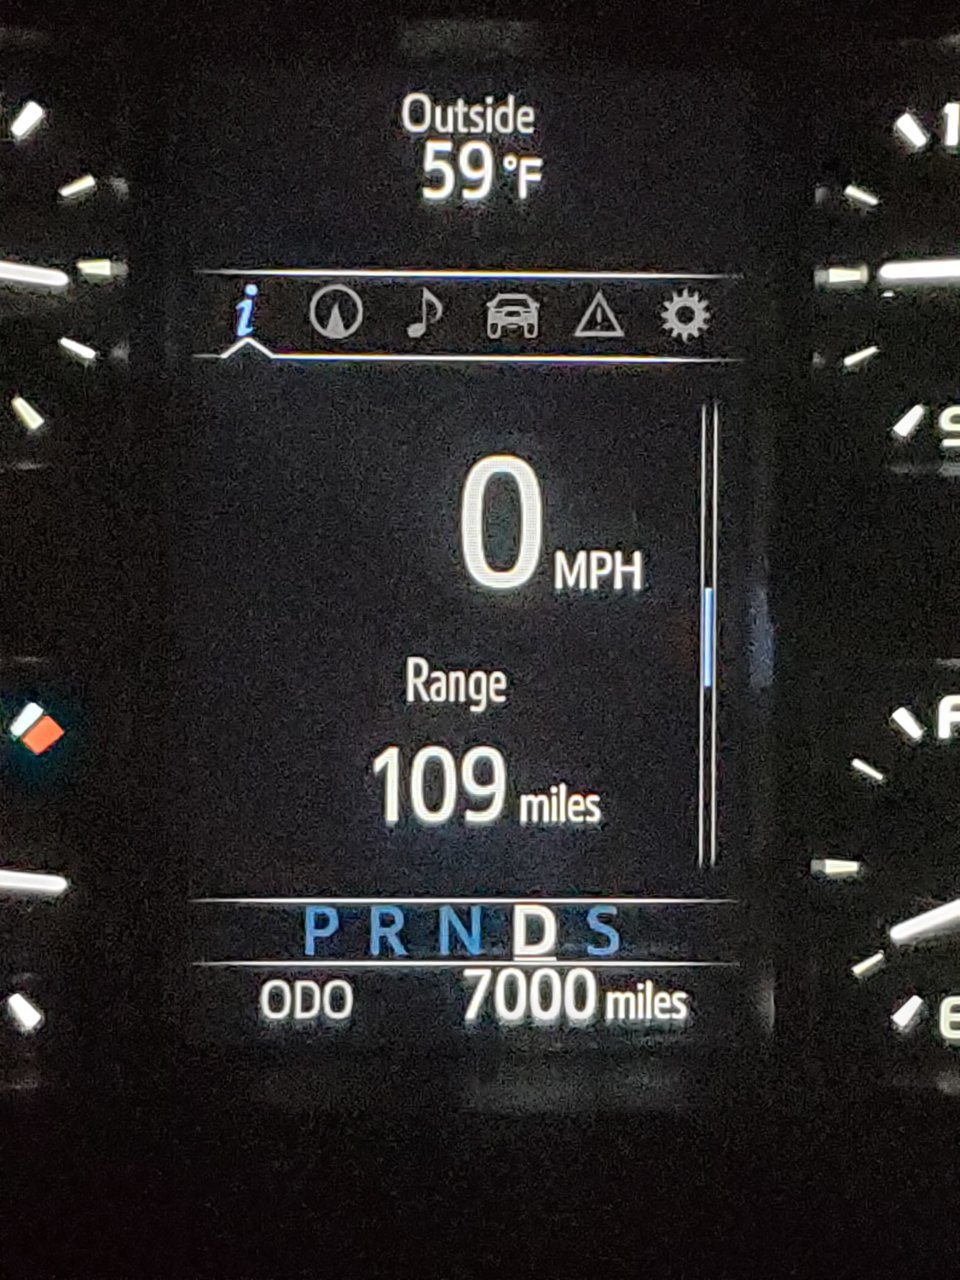 Outside
59 °F
0 MPH
Range
109 miles
P R N D S
ODO 7000 miles
E